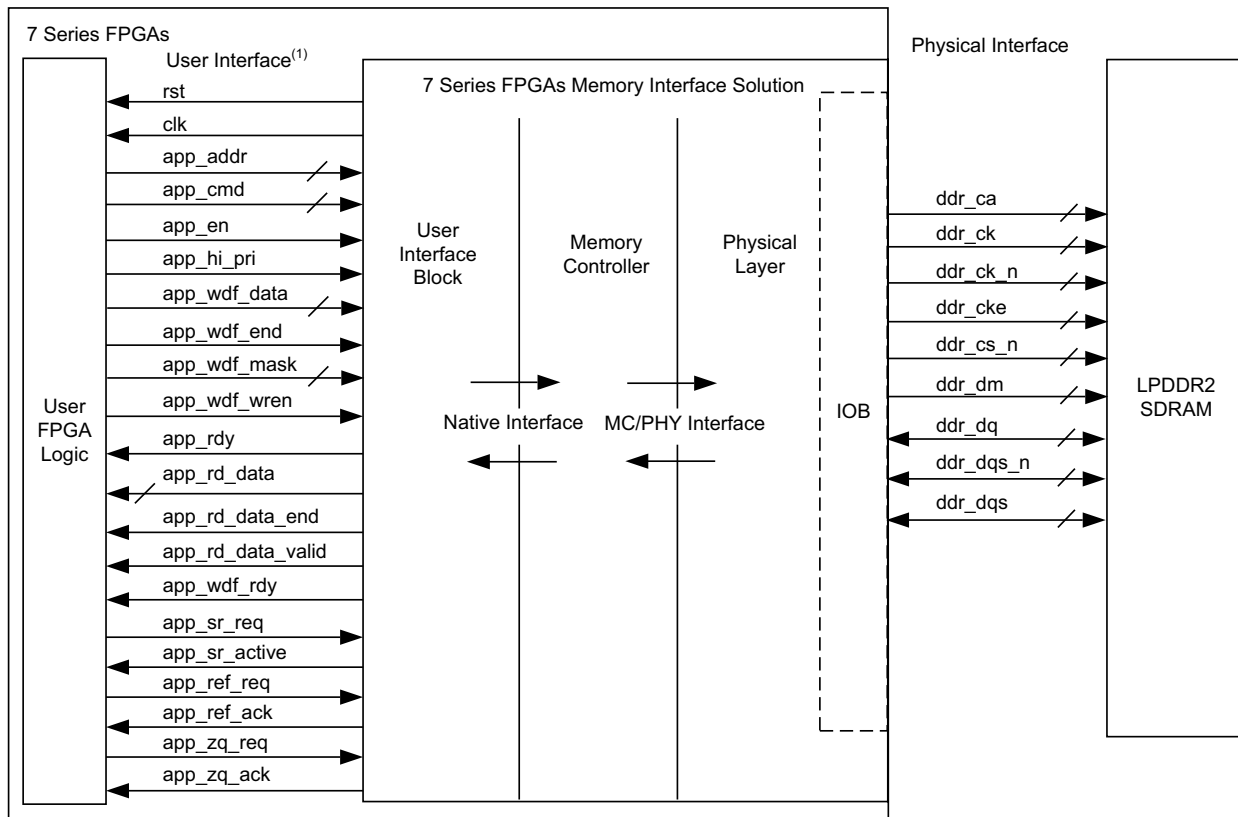 7 Series FPGAs
User Interface(1)
Physical Interface
7 Series FPGAs Memory Interface Solution
rst
clk
app_addr
app_cmd
app_en
app_hi_pri
app_wdf_data
app_wdf_end
app_wdf_mask
app_wdf_wren
app_rdy
app_rd_data
app_rd_data_end
app_rd_data_valid
app_wdf_rdy
app_sr_req
app_sr_active
app_ref_req
app_ref_ack
app_zq_req
app_zq_ack
User
FPGA
Logic
User
Interface
Block
Memory
Controller
Physical
Layer
Native Interface
MC/PHY Interface
IOB
ddr_ca
ddr_ck
ddr_ck_n
ddr_cke
ddr_cs_n
ddr_dm
ddr_dq
ddr_dqs_n
ddr_dqs
LPDDR2
SDRAM